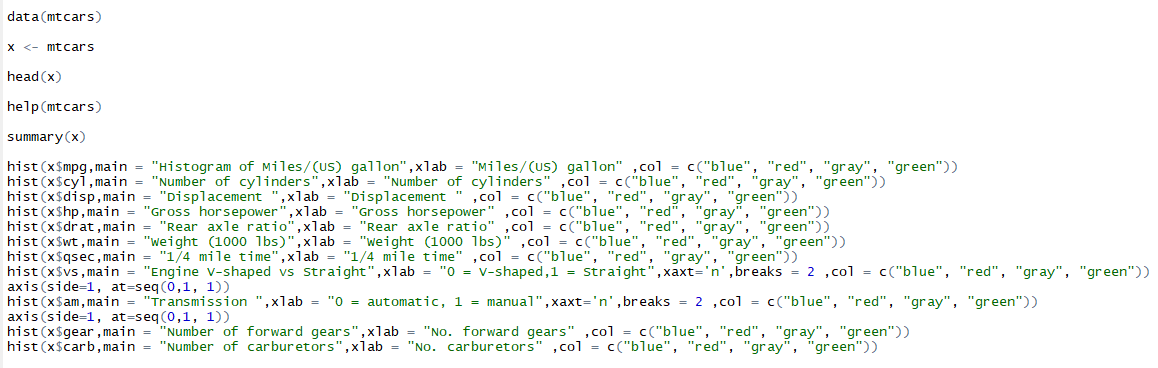 data(mtcars)
x <- mtcars
head(x)
help(mtcars)
summary(x)
hist(x$mpg,main = "Histogram of Miles/(US) gallon",xlab = "Miles/(US) gallon" ,col = c("blue", "red", "gray", "green"))
hist(x$cyl,main = "Number of cylinders",xlab = "Number of cylinders" ,col = c("blue", "red", "gray", "green"))
hist(x$disp,main = "Displacement ",xlab = "Displacement " ,col = c("blue", "red", "gray", "green"))
hist(x$hp,main = "Gross horsepower",xlab = "Gross horsepower" ,col = c("blue", "red", "gray", "green"))
hist(x$drat,main = "Rear axle ratio",xlab = "Rear axle ratio" ,col = c("blue", "red", "gray", "green"))
hist(x$wt,main = "Weight (1000 lbs)",xlab = "Weight (1000 lbs)" ,col = c("blue", "red", "gray", "green"))
hist(x$qsec,main = "1/4 mile time",xlab = "1/4 mile time" ,col = c("blue", "red", "gray", "green"))
hist(x$vs,main = "Engine V-shaped vs Straight",xlab = "0 = V-shaped,1 = Straight",xaxt='n',breaks = 2 ,col = c("blue", "red", "gray", "green"))
axis(side=1, at=seq(0,1, 1))
hist(x$am,main = "Transmission ",xlab = "0 = automatic, 1 = manual",xaxt='n',breaks = 2 ,col = c("blue", "red", "gray", "green"))
axis(side=1, at=seq(0,1, 1))
hist(x$gear,main = "Number of forward gears",xlab = "No. forward gears" ,col = c("blue", "red", "gray", "green"))
hist(x$carb,main = "Number of carburetors",xlab = "No. carburetors" ,col = c("blue", "red", "gray", "green"))